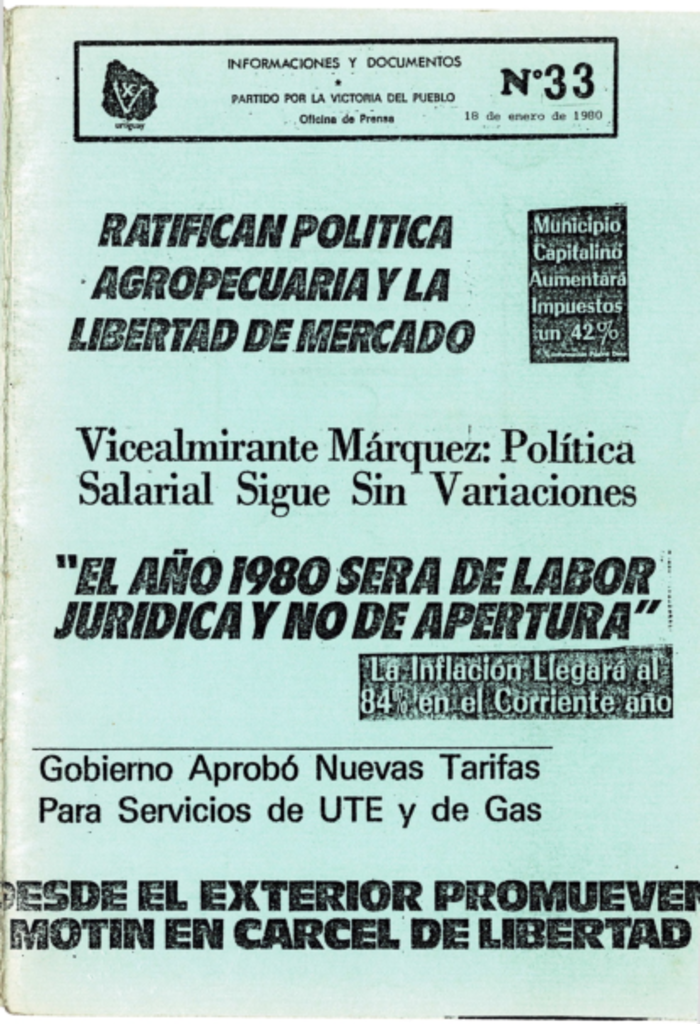 INFORMACIONES Y DOCUMENTOS
*
PARTIDO POR LA VICTORIA DEL PUEBLO
Oficina de Prensa
uruguay
N°33
18 de enero de 1980
RATIFICAN POLITICA
AGROPECUARIA Y LA
LIBERTAD DE MERCADO
Municipio
Capitalino
Aumentará
Impuestos
un 42%
Vicealmirante Márquez: Política
Salarial Sigue Sin Variaciones
"EL AÑO 1980 SERA DE LABOR
JURIDICA Y NO DE APERTURA"
La Inflación Llegará al
84% en el Corriente año
Gobierno Aprobó Nuevas Tarifas
Para Servicios de UTE y de Gas
DESDE EL EXTERIOR PROMUEVEN
MOTIN EN CARCEL DE LIBERTAD